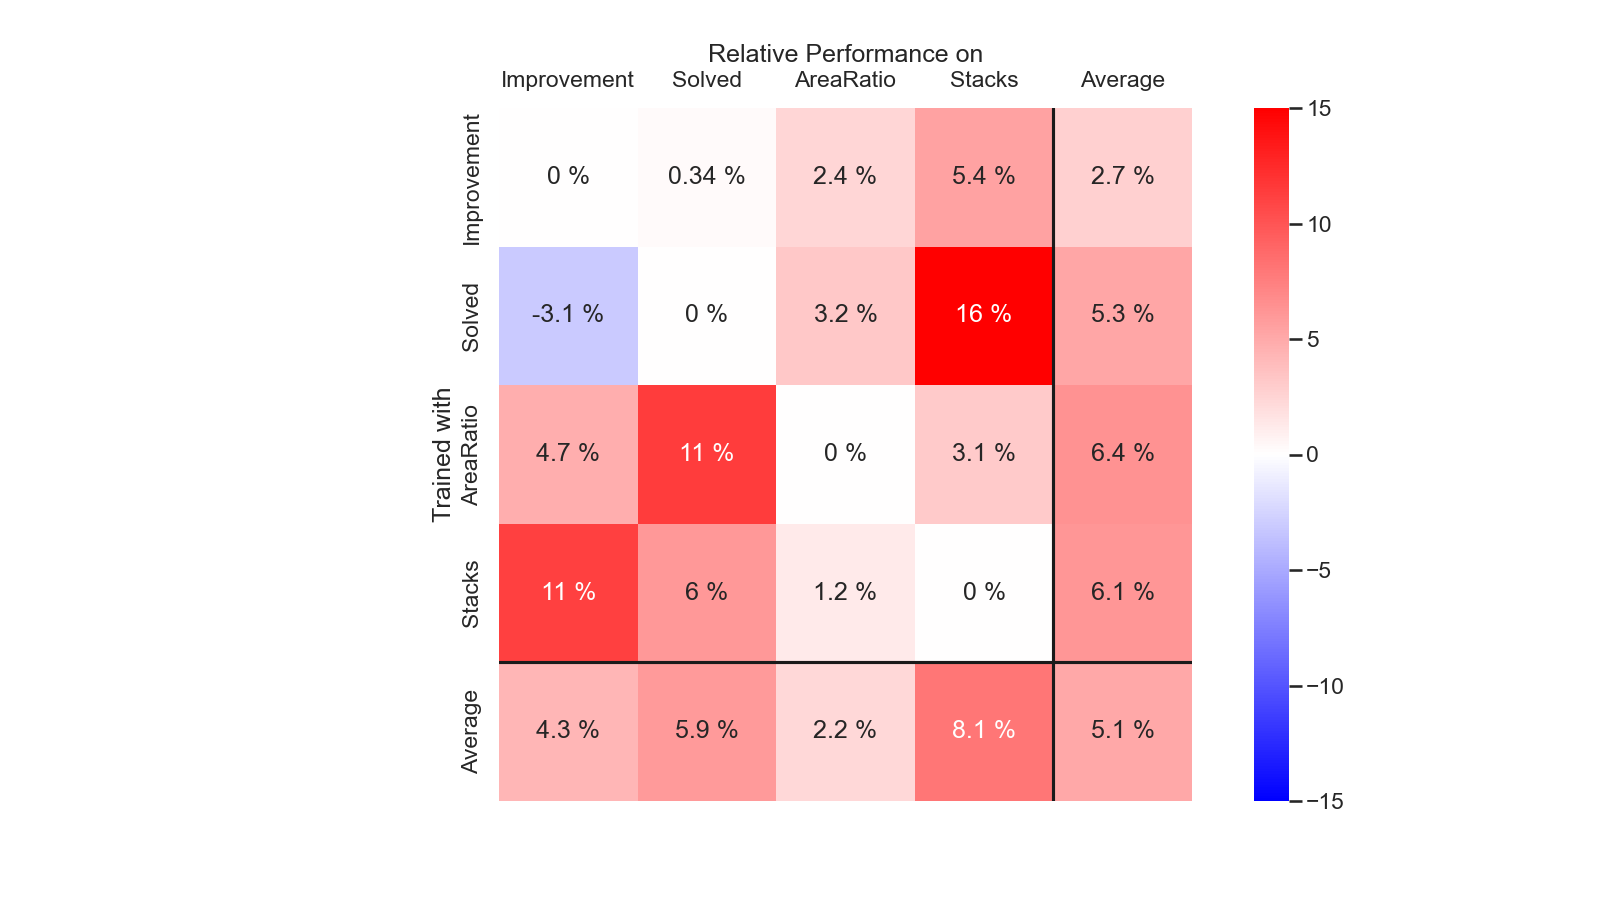 Relative Performance on
Improvement Solved AreaRatio Stacks Average
Trained with
Improvement
0 % 0.34 % 2.4 % 5.4 % 2.7 %
Solved
-3.1 % 0 % 3.2 % 16 % 5.3 %
AreaRatio
4.7 % 11 % 0 % 3.1 % 6.4 %
Stacks
11 % 6 % 1.2 % 0 % 6.1 %
Average
4.3 % 5.9 % 2.2 % 8.1 % 5.1 %
15
10
5
0
−5
−10
−15